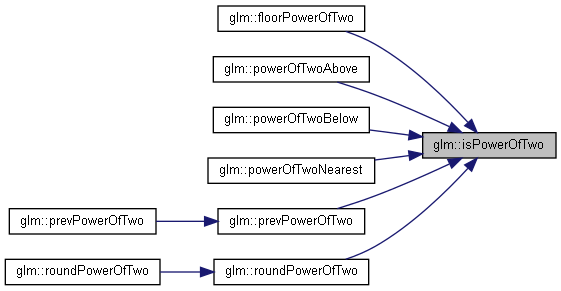 glm::floorPowerOfTwo
glm::powerOfTwoAbove
glm::powerOfTwoBelow
glm::isPowerOfTwo
glm::powerOfTwoNearest
glm::prevPowerOfTwo
glm::prevPowerOfTwo
glm::roundPowerOfTwo
glm::roundPowerOfTwo